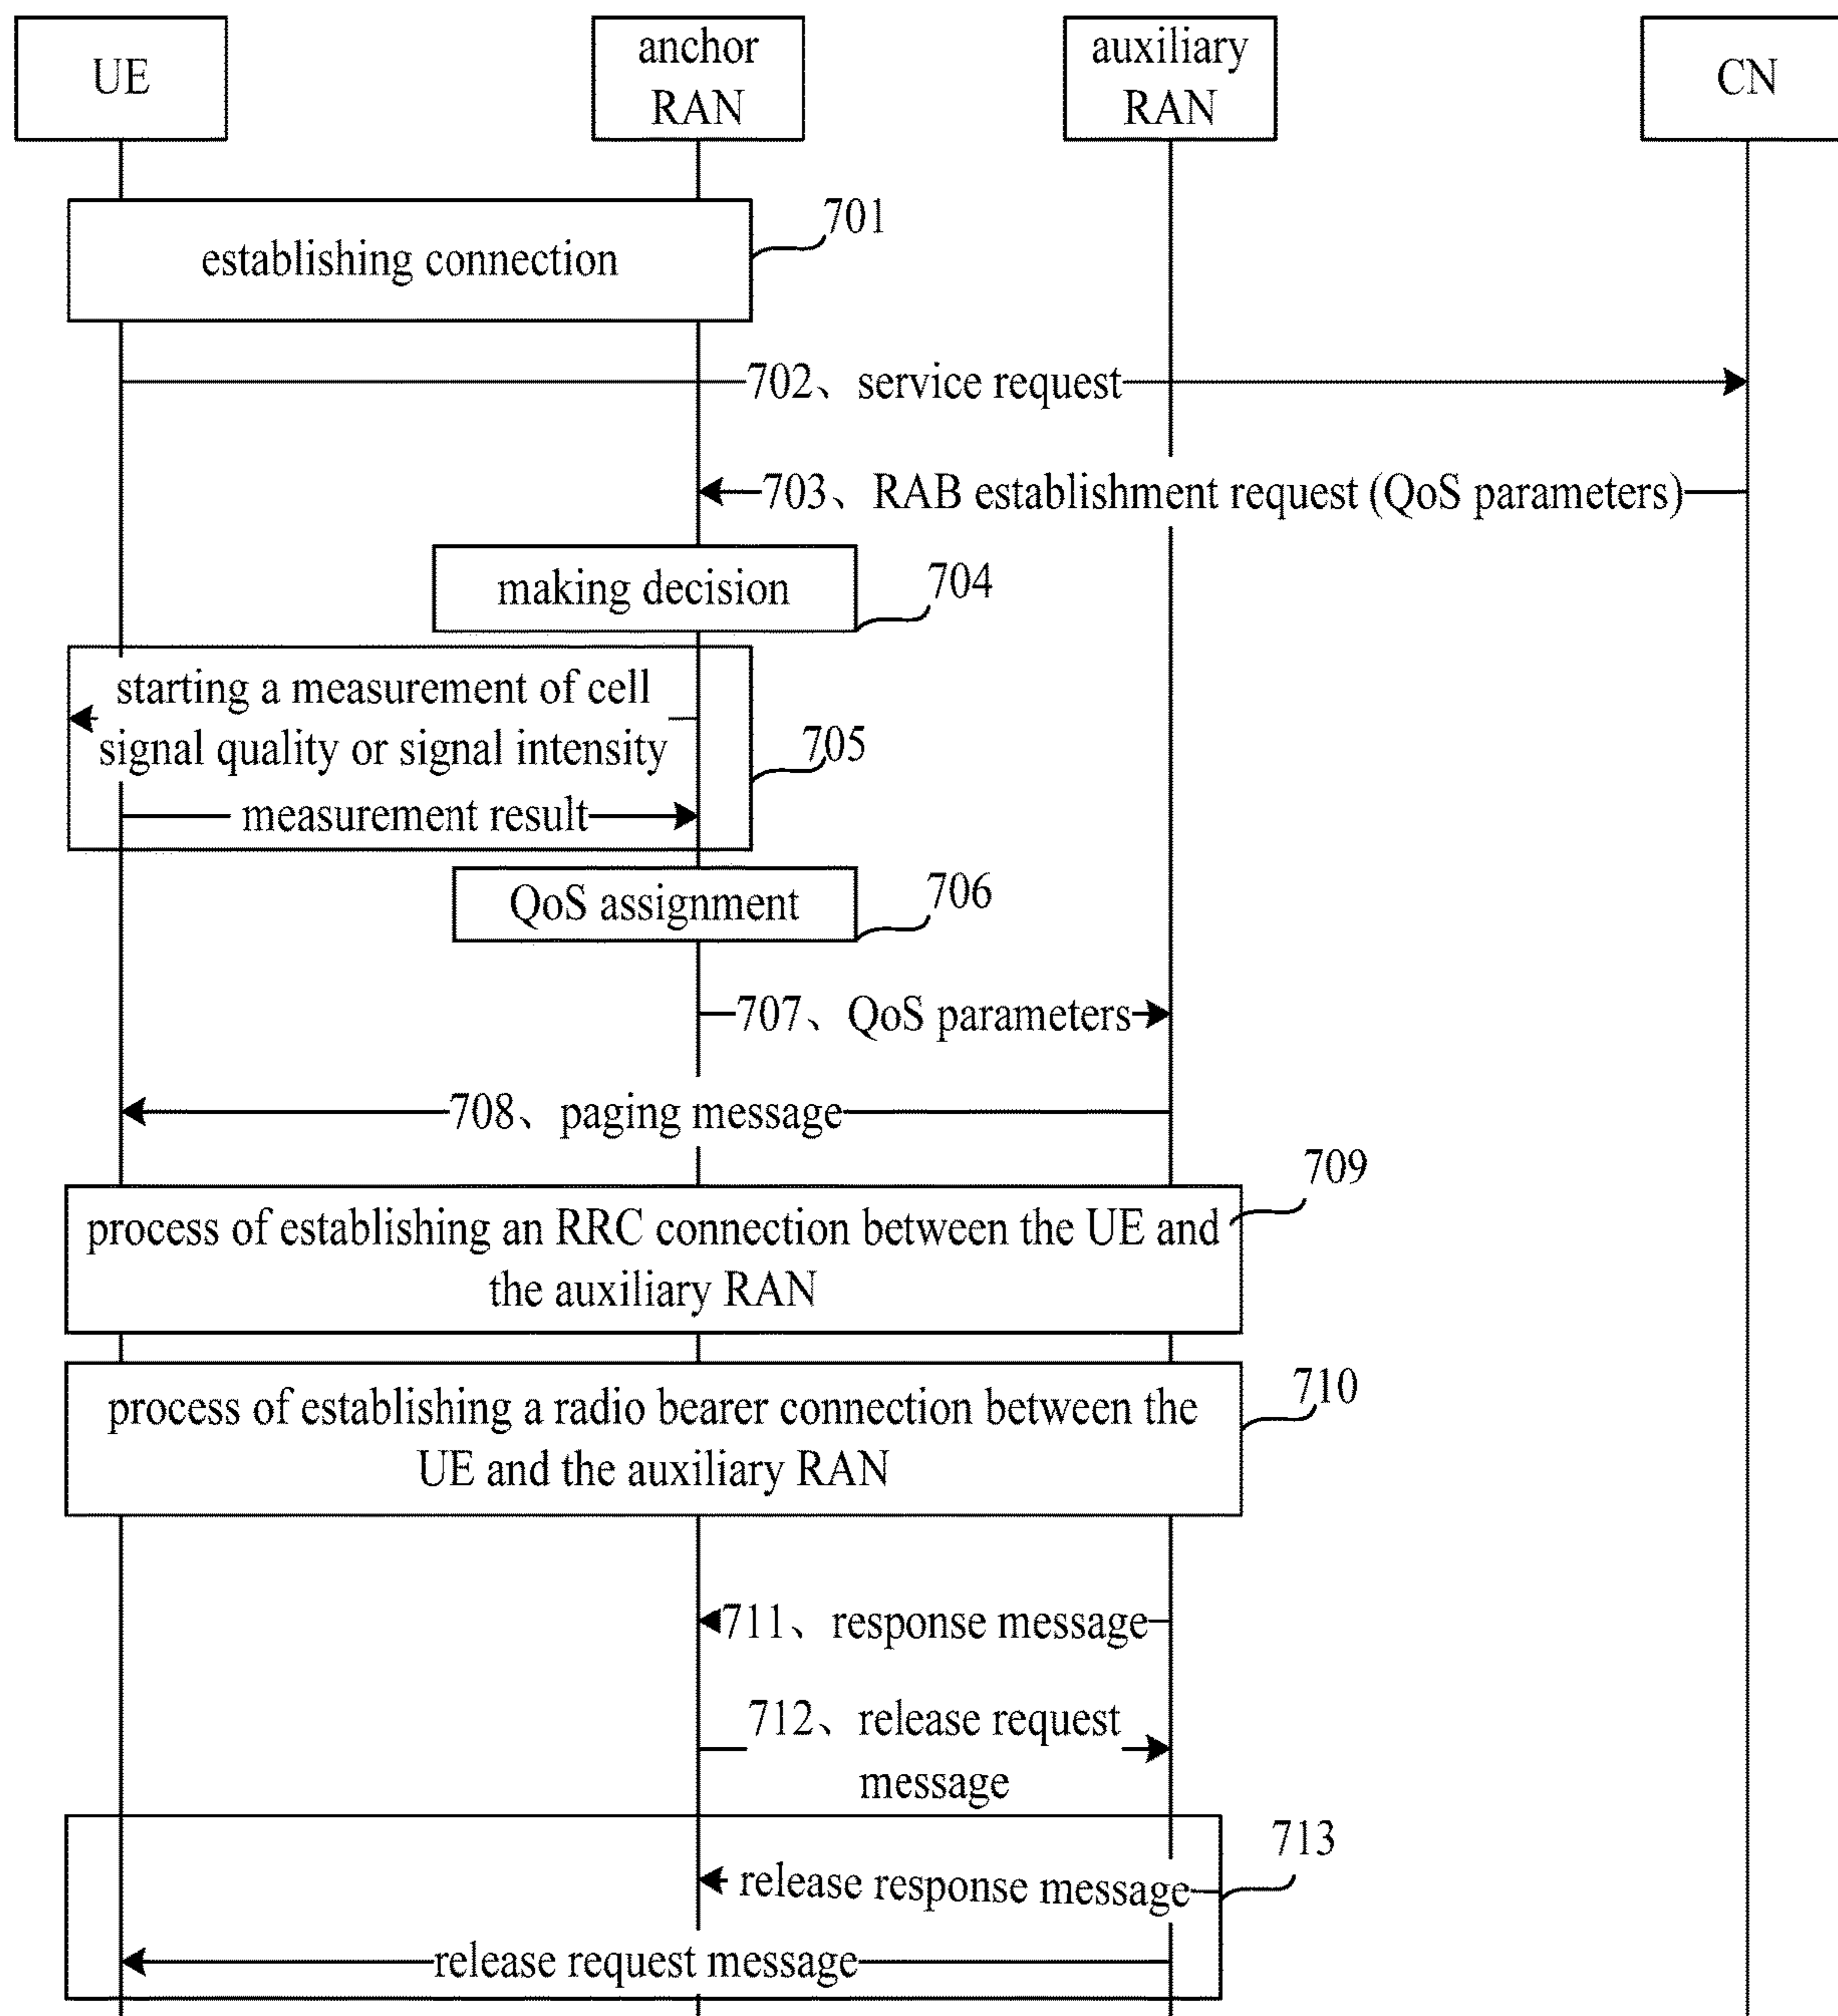 UE
anchor
RAN
auxiliary
RAN
CN
701
establishing connection
702、service request
703、RAB establishment request (QoS parameters)
making decision
704
starting a measurement of cell
signal quality or signal intensity
705
measurement result
QoS assignment
706
707、QoS parameters
708、paging message
709
process of establishing an RRC connection between the UE and
the auxiliary RAN
710
process of establishing a radio bearer connection between the
UE and the auxiliary RAN
711、response message
712、release request
message
713
release response message
release request message